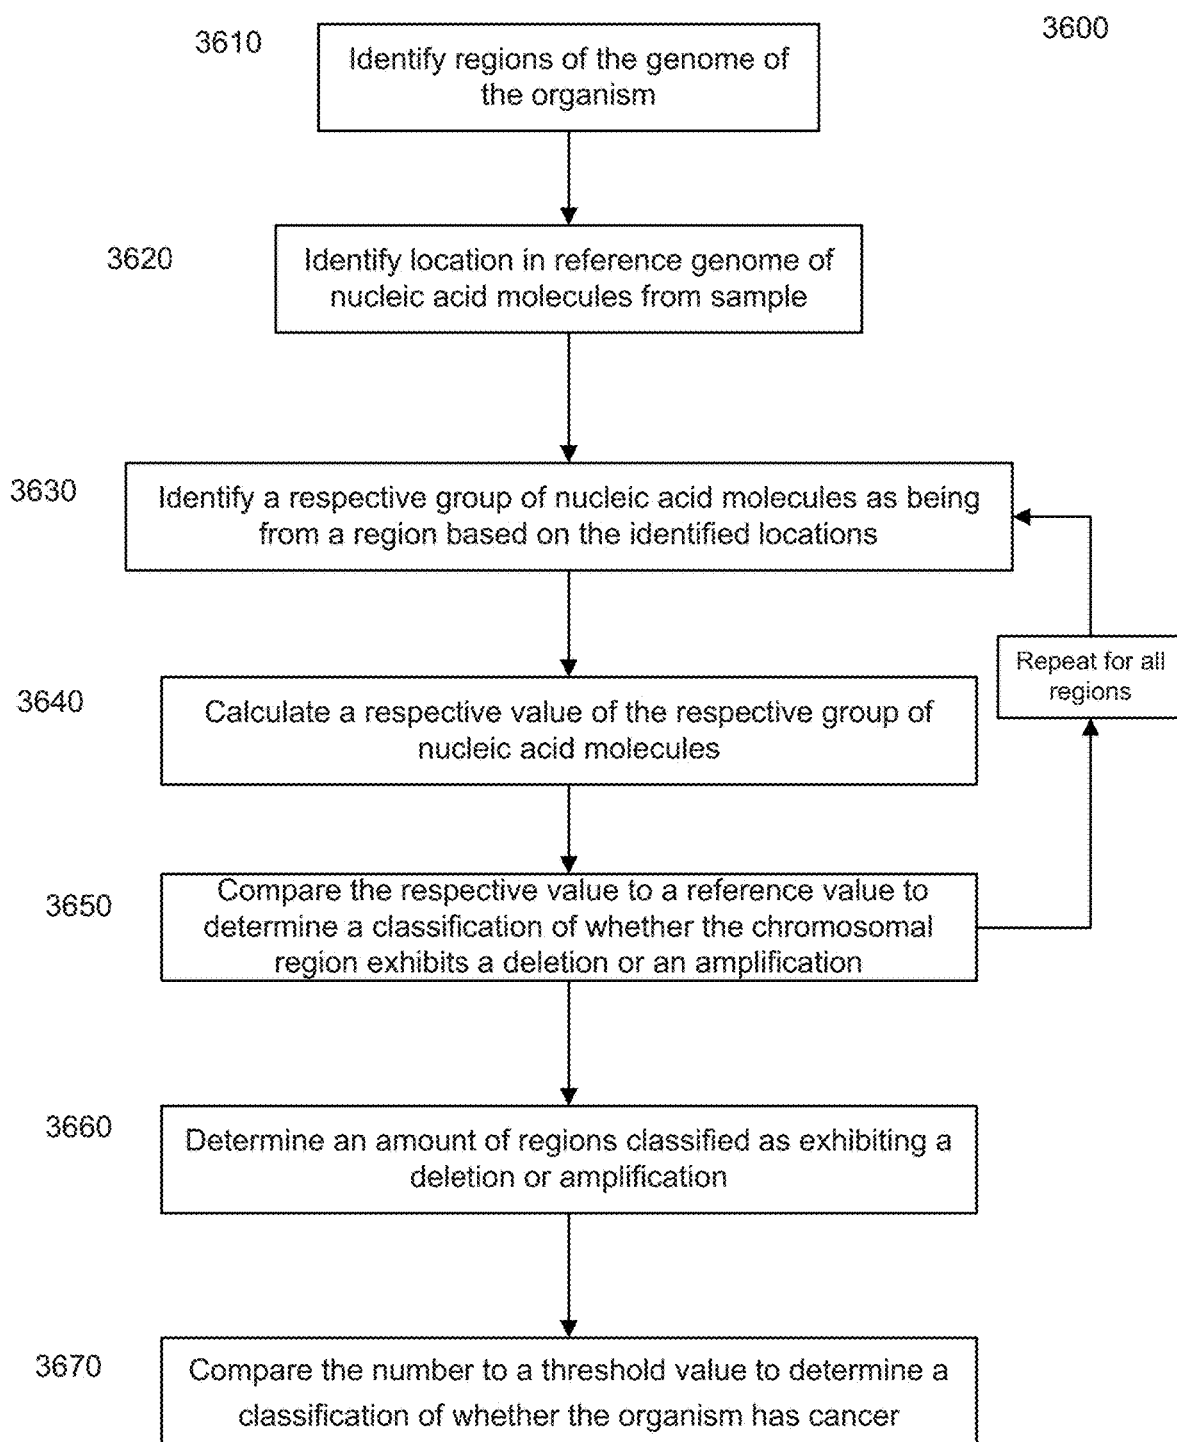 3600
3610
Identify regions of the genome of
the organism
3620
Identify location in reference genome of
nucleic acid molecules from sample
3630
Identify a respective group of nucleic acid molecules as being
from a region based on the identified locations
Repeat for all
regions
3640
Calculate a respective value of the respective group of
nucleic acid molecules
3650
Compare the respective value to a reference value to
determine a classification of whether the chromosomal
region exhibits a deletion or an amplification
3660
Determine an amount of regions classified as exhibiting a
deletion or amplification
3670
Compare the number to a threshold value to determine a
classification of whether the organism has cancer